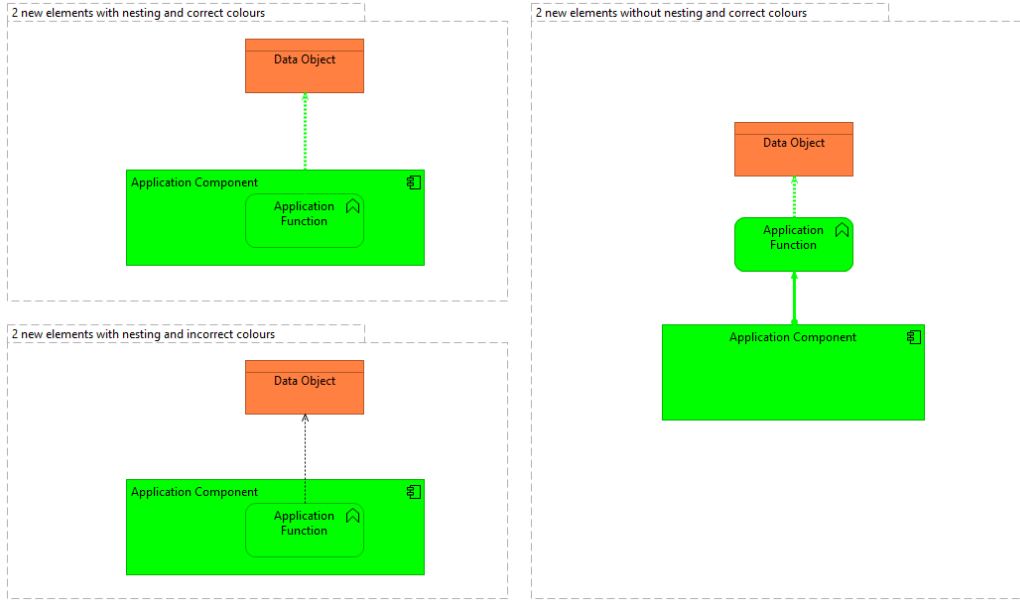 2 new elements with nesting and correct colours
Data Object
Application Component
Application
Function
2 new elements with nesting and incorrect colours
Data Object
Application Component
Application
Function
2 new elements without nesting and correct colours
Data Object
Application
Function
Application Component